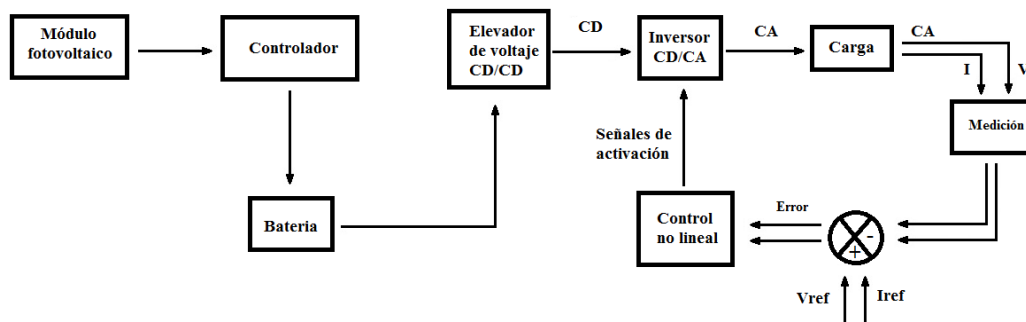 Módulo
fotovoltaico
Controlador
Bateria
Elevador
de voltaje
CD/CD
CD
Inversor
CD/CA
CA
Carga
CA
I
V
Medición
Señales de
activación
Control
no lineal
Error
-
+
Vref
Iref